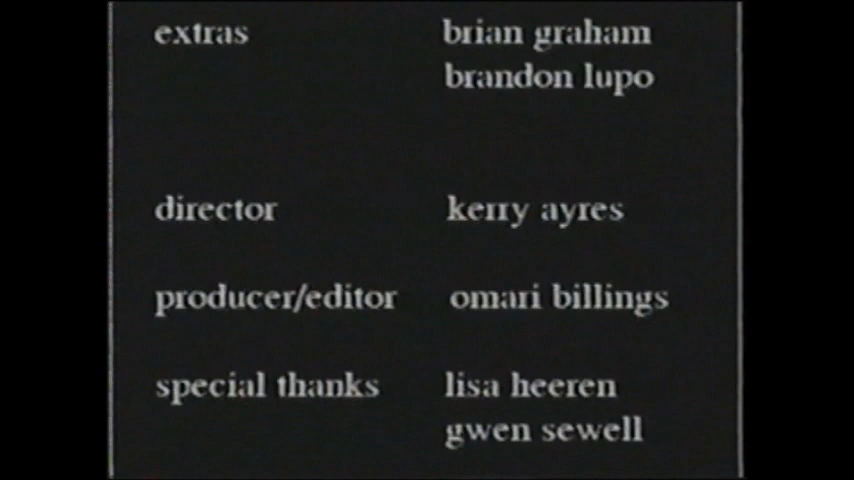 extras brian graham
brandon lupo
director kerry ayres
producer/editor omari billings
special thanks lisa heeren
gwen sewell